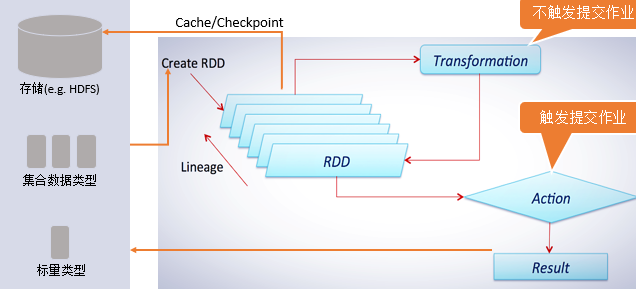 不触发提交作业
Cache/Checkpoint
Create RDD
Transformation
存储(e.g. HDFS)
触发提交作业
Lineage
RDD
集合数据类型
Action
标量类型
Result